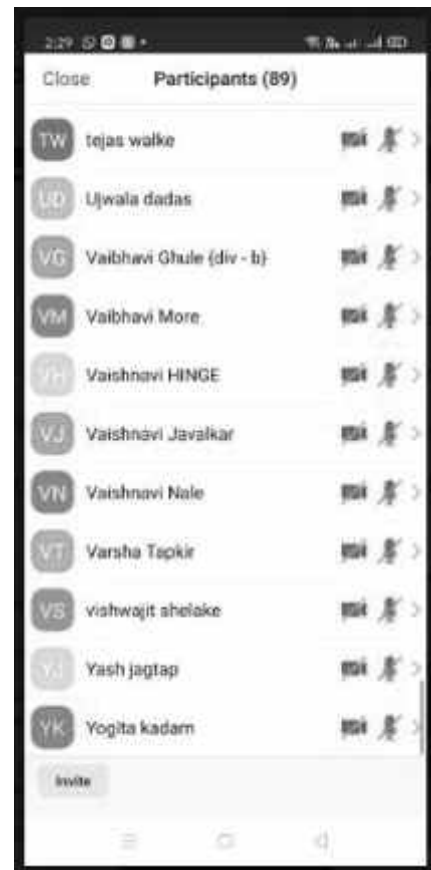 2:29
Close Participants (89)
TW tejas walke
UD Ujwala dadas
VG Vaibhavi Ghule (div - b)
VM Vaibhavi More
VH Vaishnavi HINGE
VJ Vaishnavi Javalkar
VN Vaishnavi Nale
VT Varsha Tapkir
VS vishwajit shelake
YJ Yash jagtap
YK Yogita kadam
Invite